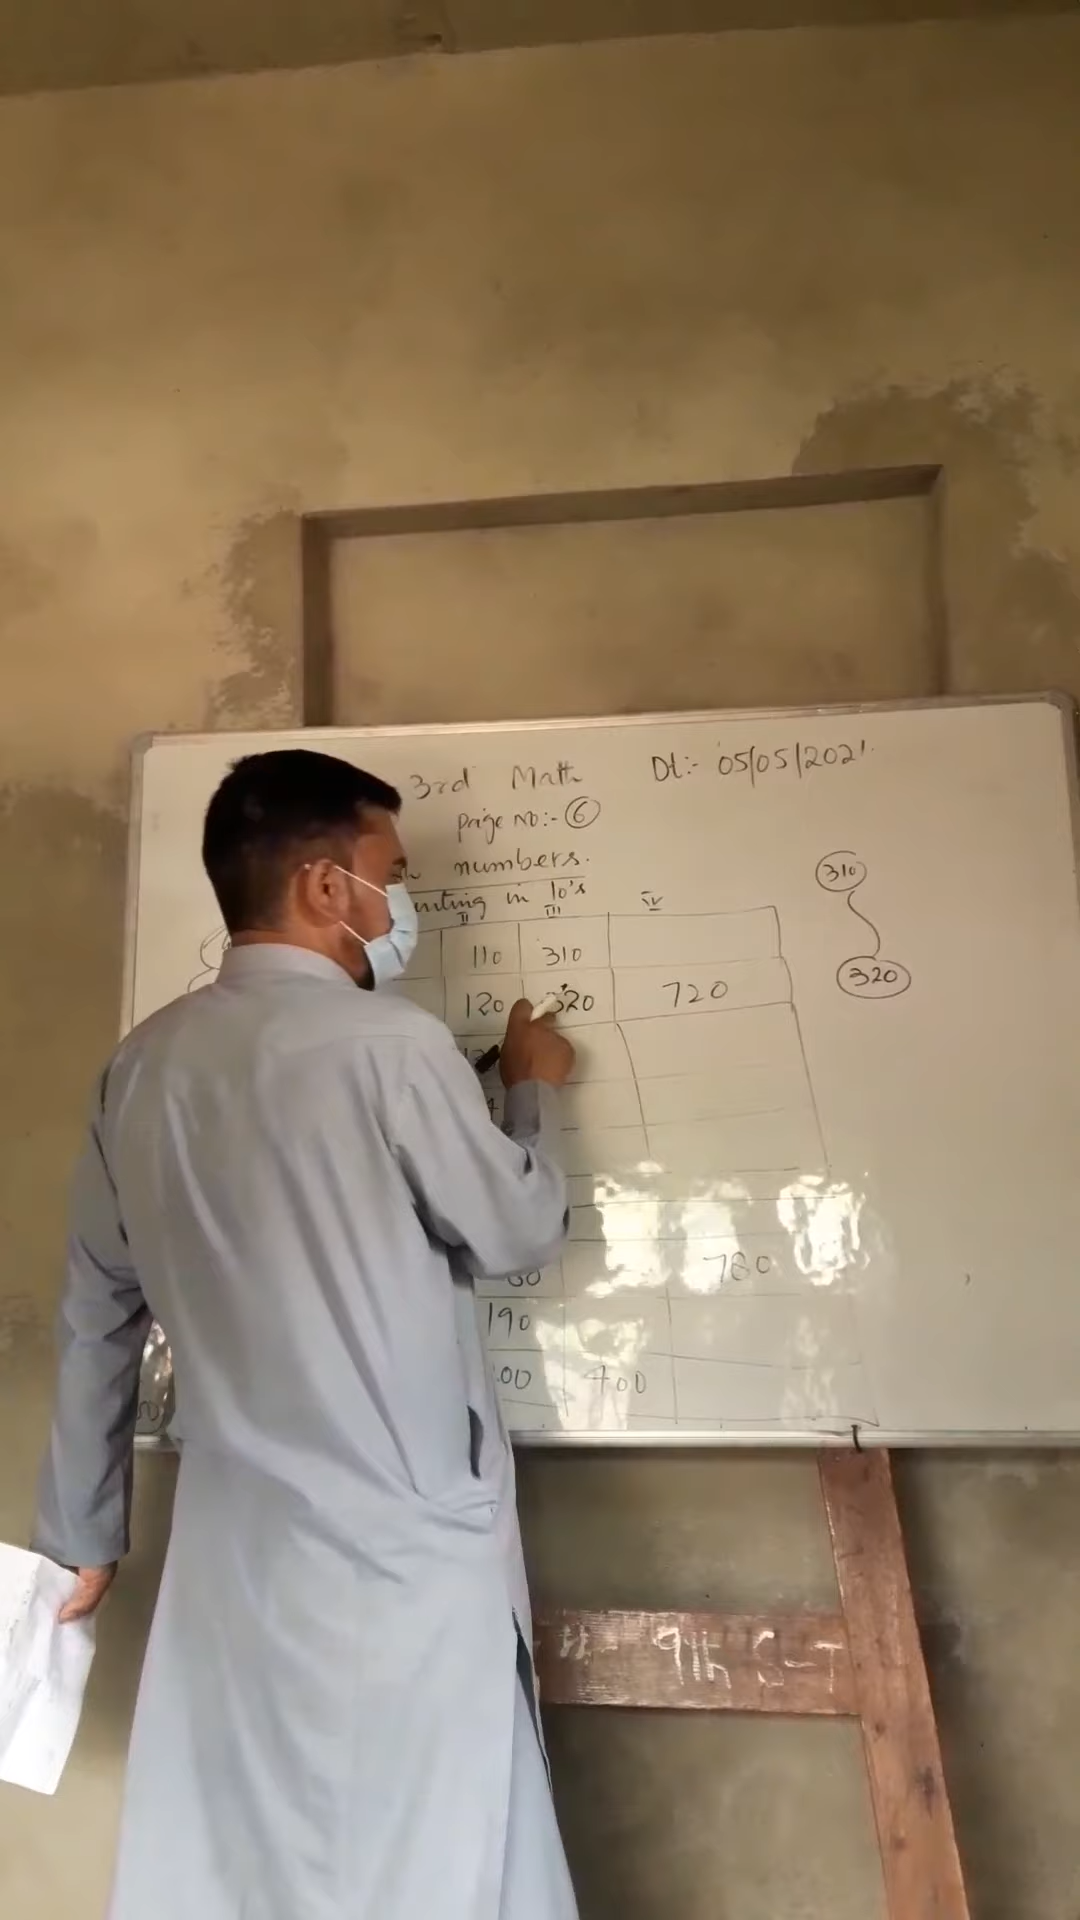 3rd Math Dt:- 05/05/2021
Page No:- 6
numbers.
in 10's
II III IV
110 310
120 320 720
780
190
400
310
320
9th S-T